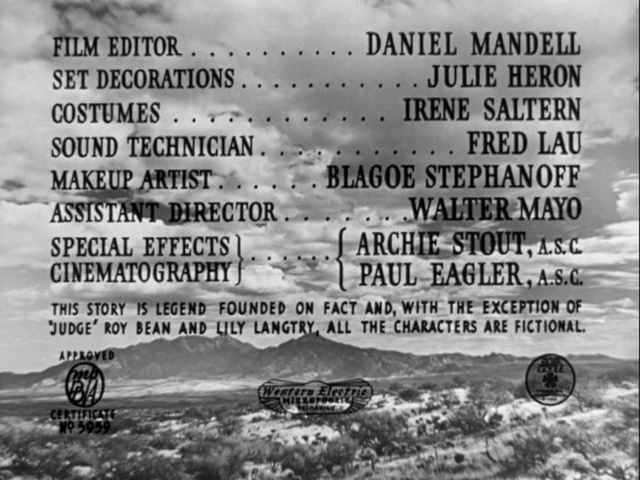 FILM EDITOR . . . . . . . . . . DANIEL MANDELL
SET DECORATIONS . . . . . . . . . . . JULIE HERON
COSTUMES . . . . . . . . . . . . . IRENE SALTERN
SOUND TECHNICIAN . . . . . . . . . . . FRED LAU
MAKEUP ARTIST . . . . . . BLAGOE STEPHANOFF
ASSISTANT DIRECTOR . . . . . . . WALTER MAYO
SPECIAL EFFECTS } . . . . . . { ARCHIE STOUT, A.S.C.
CINEMATOGRAPHY } { PAUL EAGLER, A.S.C.
THIS STORY IS LEGEND FOUNDED ON FACT AND, WITH THE EXCEPTION OF
"JUDGE" ROY BEAN AND LILY LANGTRY, ALL THE CHARACTERS ARE FICTIONAL.
APPROVED
CERTIFICATE
Nº 5959
Western Electric
MIRROPHONIC
RECORDING